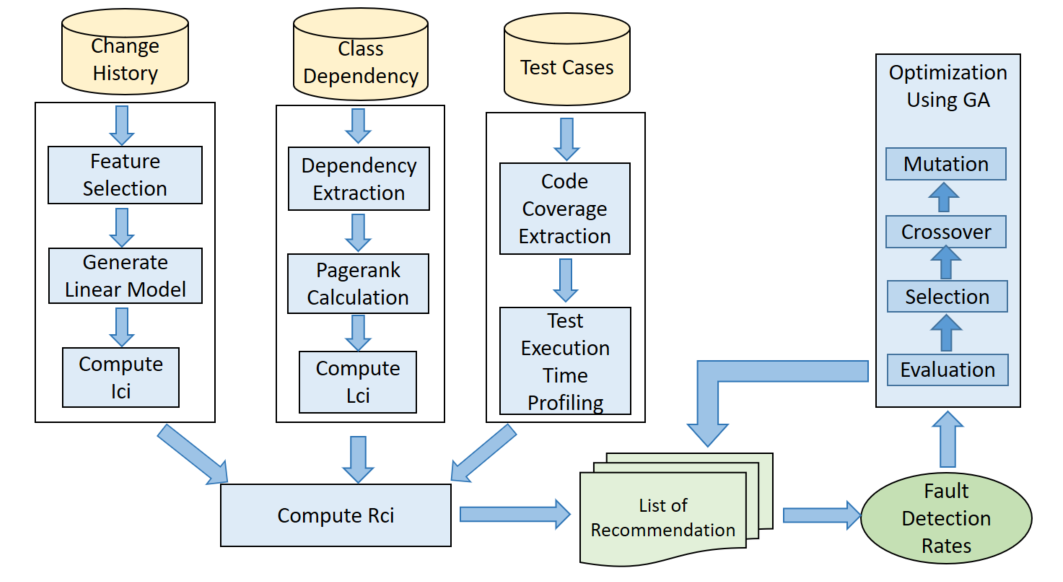 Change
History
Feature
Selection
Generate
Linear Model
Compute
Ici
Class
Dependency
Dependency
Extraction
Pagerank
Calculation
Compute
Lci
Test Cases
Code
Coverage
Extraction
Test
Execution
Time
Profiling
Compute Rci
List of
Recommendation
Fault
Detection
Rates
Optimization
Using GA
Mutation
Crossover
Selection
Evaluation